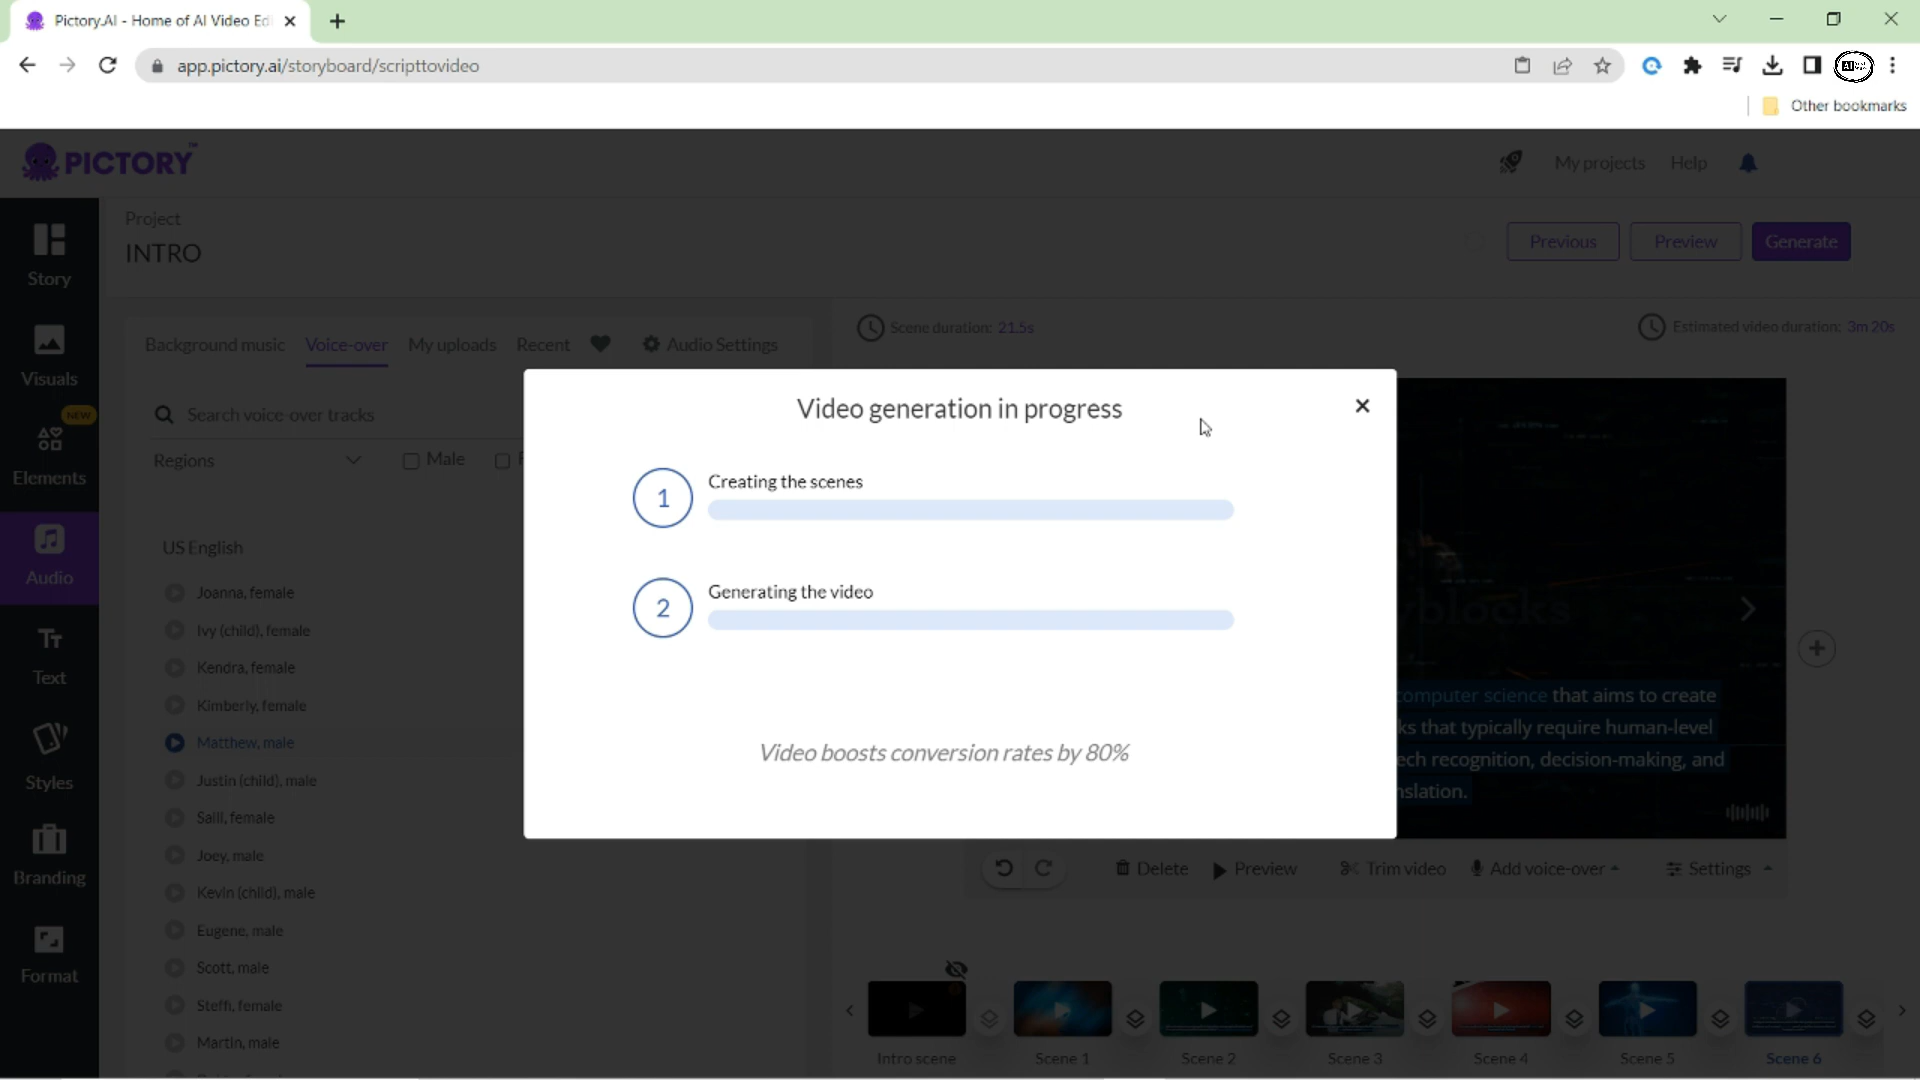 Pictory.AI - Home of AI Video Edi
app.pictory.ai/storyboard/scripttovideo
AI
Other bookmarks
PICTORY™
My projects
Help
Project
INTRO
Previous
Preview
Generate
Story
Visuals
NEW
Elements
Audio
Text
Styles
Branding
Format
Background music
Voice-over
My uploads
Recent
Audio Settings
Search voice-over tracks
Regions
Male
US English
Joanna, female
Ivy (child), female
Kendra, female
Kimberly, female
Matthew, male
Justin (child), male
Salli, female
Joey, male
Kevin (child), male
Eugene, male
Scott, male
Steffi, female
Martin, male
Scene duration: 21.5s
Estimated video duration: 3m 20s
Video generation in progress
1
Creating the scenes
2
Generating the video
Video boosts conversion rates by 80%
yblocks
computer science that aims to create
ks that typically require human-level
ech recognition, decision-making, and
nslation.
Delete
Preview
Trim video
Add voice-over
Settings
Intro scene
Scene 1
Scene 2
Scene 3
Scene 4
Scene 5
Scene 6